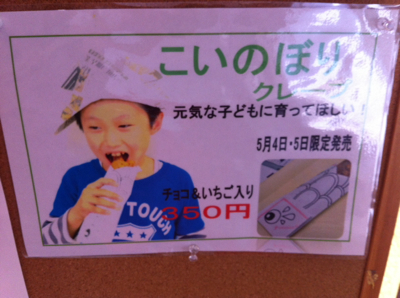 こいのぼり
クレープ
元気な子どもに育ってほしい!
5月4日・5日限定発売
チョコ&いちご入り
350円
TOUGH